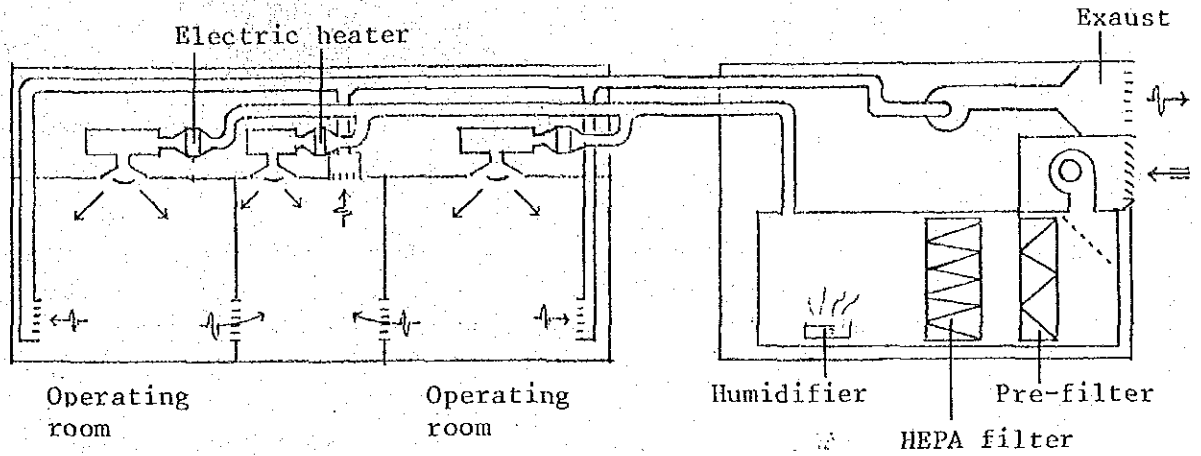 Exaust
Electric heater
Operating
room
Operating
room
Humidifier
Pre-filter
HEPA filter